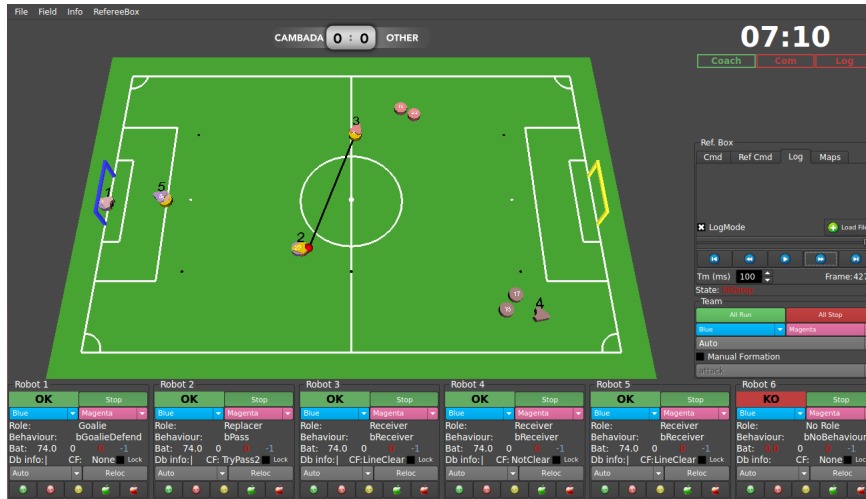 File Field Info RefereeBox
CAMBADA 0 : 0 OTHER
07:10
Coach Com Log
Ref. Box
Cmd Ref Cmd Log Maps
LogMode Load File
Tm (ms) 100 Frame:427
State:
Team
All Run All Stop
Blue Magenta
Auto
Manual Formation
attack
1
2
3
4
5
17
Robot 1
OK Stop
Blue Magenta
Role: Goalie
Behaviour: bGoalieDefend
Bat: 74.0 0 0 -1
Db info:| CF: None Lock
Auto Reloc
Robot 2
OK Stop
Blue Magenta
Role: Replacer
Behaviour: bPass
Bat: 74.0 0 0 -1
Db info:| CF: TryPass2 Lock
Auto Reloc
Robot 3
OK Stop
Blue Magenta
Role: Receiver
Behaviour: bReceiver
Bat: 74.0 0 0 -1
Db info:| CF:LineClear Lock
Auto Reloc
Robot 4
OK Stop
Blue Magenta
Role: Receiver
Behaviour: bReceiver
Bat: 74.0 0 0 -1
Db info:| CF: NotClear Lock
Auto Reloc
Robot 5
OK Stop
Blue Magenta
Role: Receiver
Behaviour: bReceiver
Bat: 74.0 0 0 -1
Db info:| CF:LineClear Lock
Auto Reloc
Robot 6
KO Stop
Blue Magenta
Role: No Role
Behaviour: bNoBehaviour
Bat: 0.0 0 0 -1
Db info: CF: None Lock
Auto Reloc